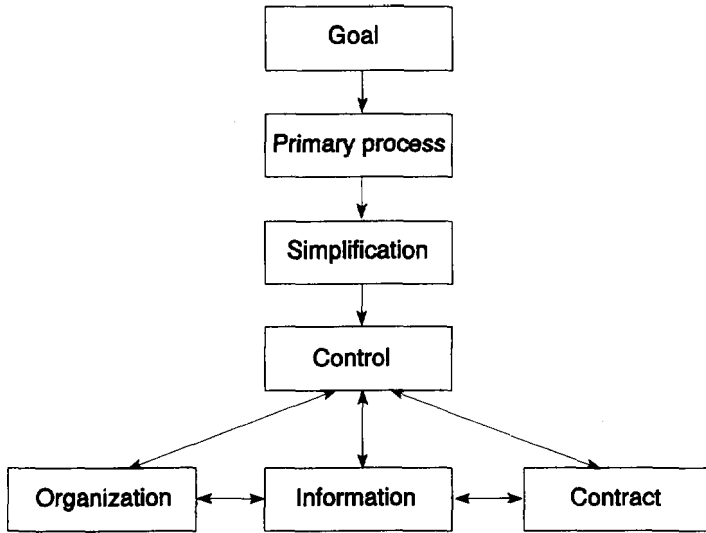 Goal
Primary process
Simplification
Control
Organization
Information
Contract